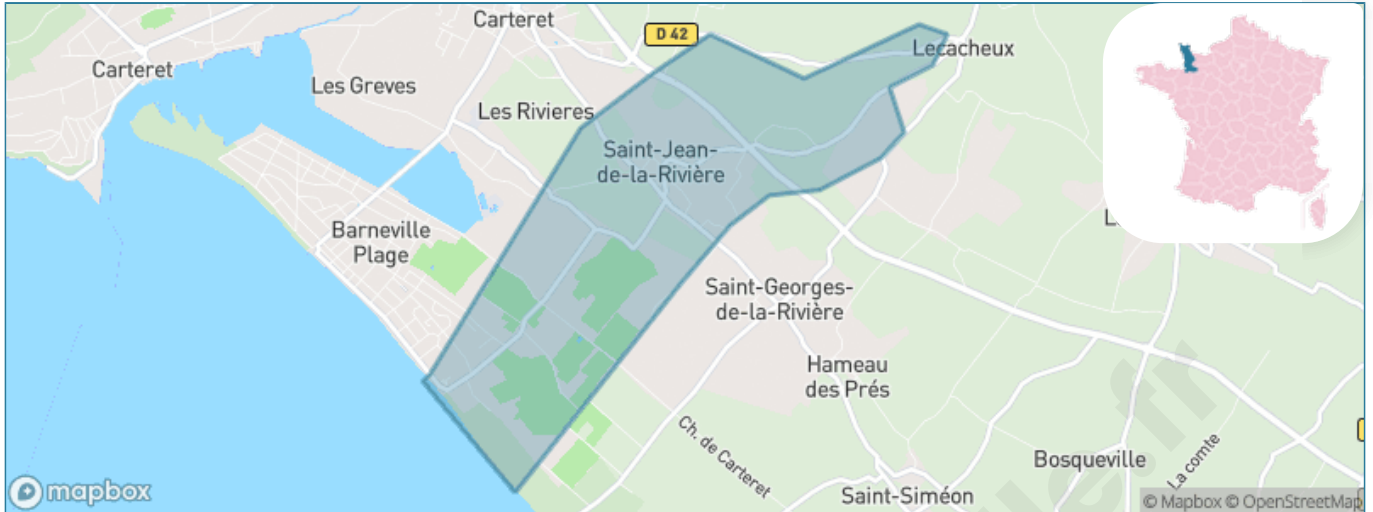 Carteret
D 42
Lecacheux
Carteret
Les Greves
Les Rivieres
Saint-Jean-
de-la-Rivière
Barneville
Plage
L
Saint-Georges-
de-la-Rivière
Hameau
des Prés
Ch. de Carteret
Bosqueville
La comte
Saint-Siméon
mapbox
© Mapbox © OpenStreetMap